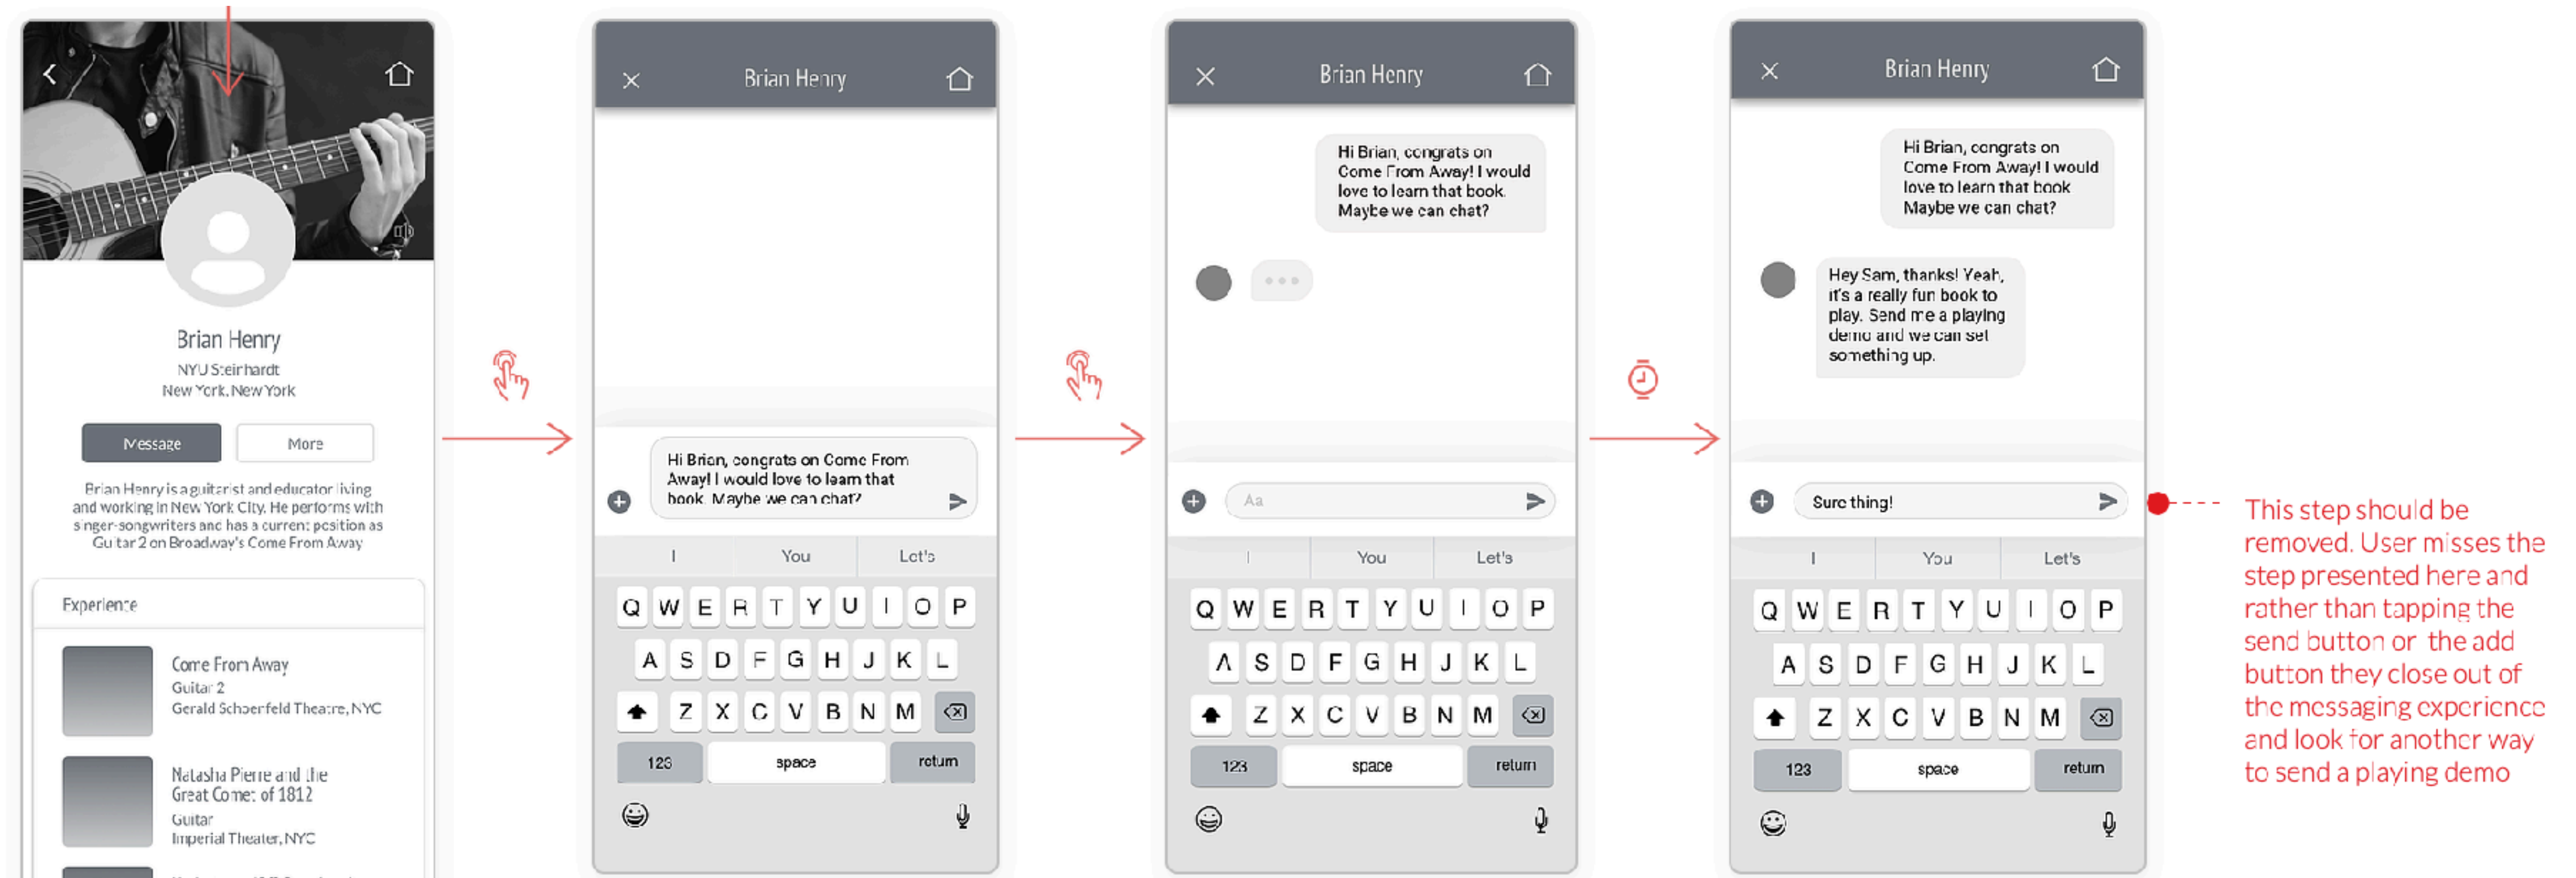 Brian Henry
NYU Steinhardt
New York, New York
Message
More
Brian Henry is a guitarist and educator living
and working in New York City. He performs with
singer-songwriters and has a current position as
Guitar 2 on Broadway's Come From Away
Experience
Come From Away
Guitar 2
Gerald Schoenfeld Theatre, NYC
Natasha Pierre and the
Great Comet of 1812
Guitar
Imperial Theater, NYC
Brian Henry
Hi Brian, congrats on Come From
Away! I would love to learn that
book. Maybe we can chat?
I You Let's
Q W E R T Y U I O P
A S D F G H J K L
Z X C V B N M
123 space return
Brian Henry
Hi Brian, congrats on
Come From Away! I would
love to learn that book.
Maybe we can chat?
Aa
I You Let's
Q W E R T Y U I O P
A S D F G H J K L
Z X C V B N M
123 space return
Brian Henry
Hi Brian, congrats on
Come From Away! I would
love to learn that book
Maybe we can chat?
Hey Sam, thanks! Yeah,
it's a really fun book to
play. Send me a playing
demo and we can set
something up.
Sure thing!
I You Let's
Q W E R T Y U I O P
A S D F G H J K L
Z X C V B N M
123 space return
This step should be
removed. User misses the
step presented here and
rather than tapping the
send button or the add
button they close out of
the messaging experience
and look for another way
to send a playing demo